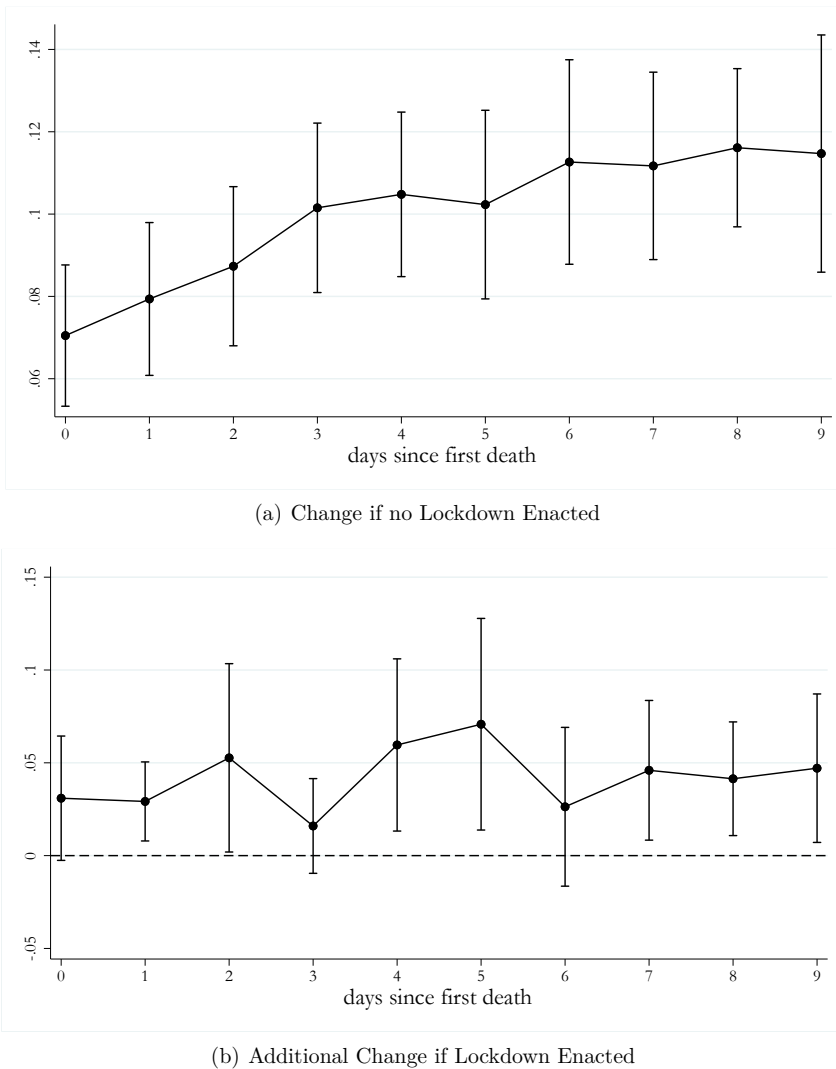 .14
.12
.1
.08
.06
0 1 2 3 4 5 6 7 8 9
days since first death
(a) Change if no Lockdown Enacted
.15
.1
.05
0
-.05
0 1 2 3 4 5 6 7 8 9
days since first death
(b) Additional Change if Lockdown Enacted